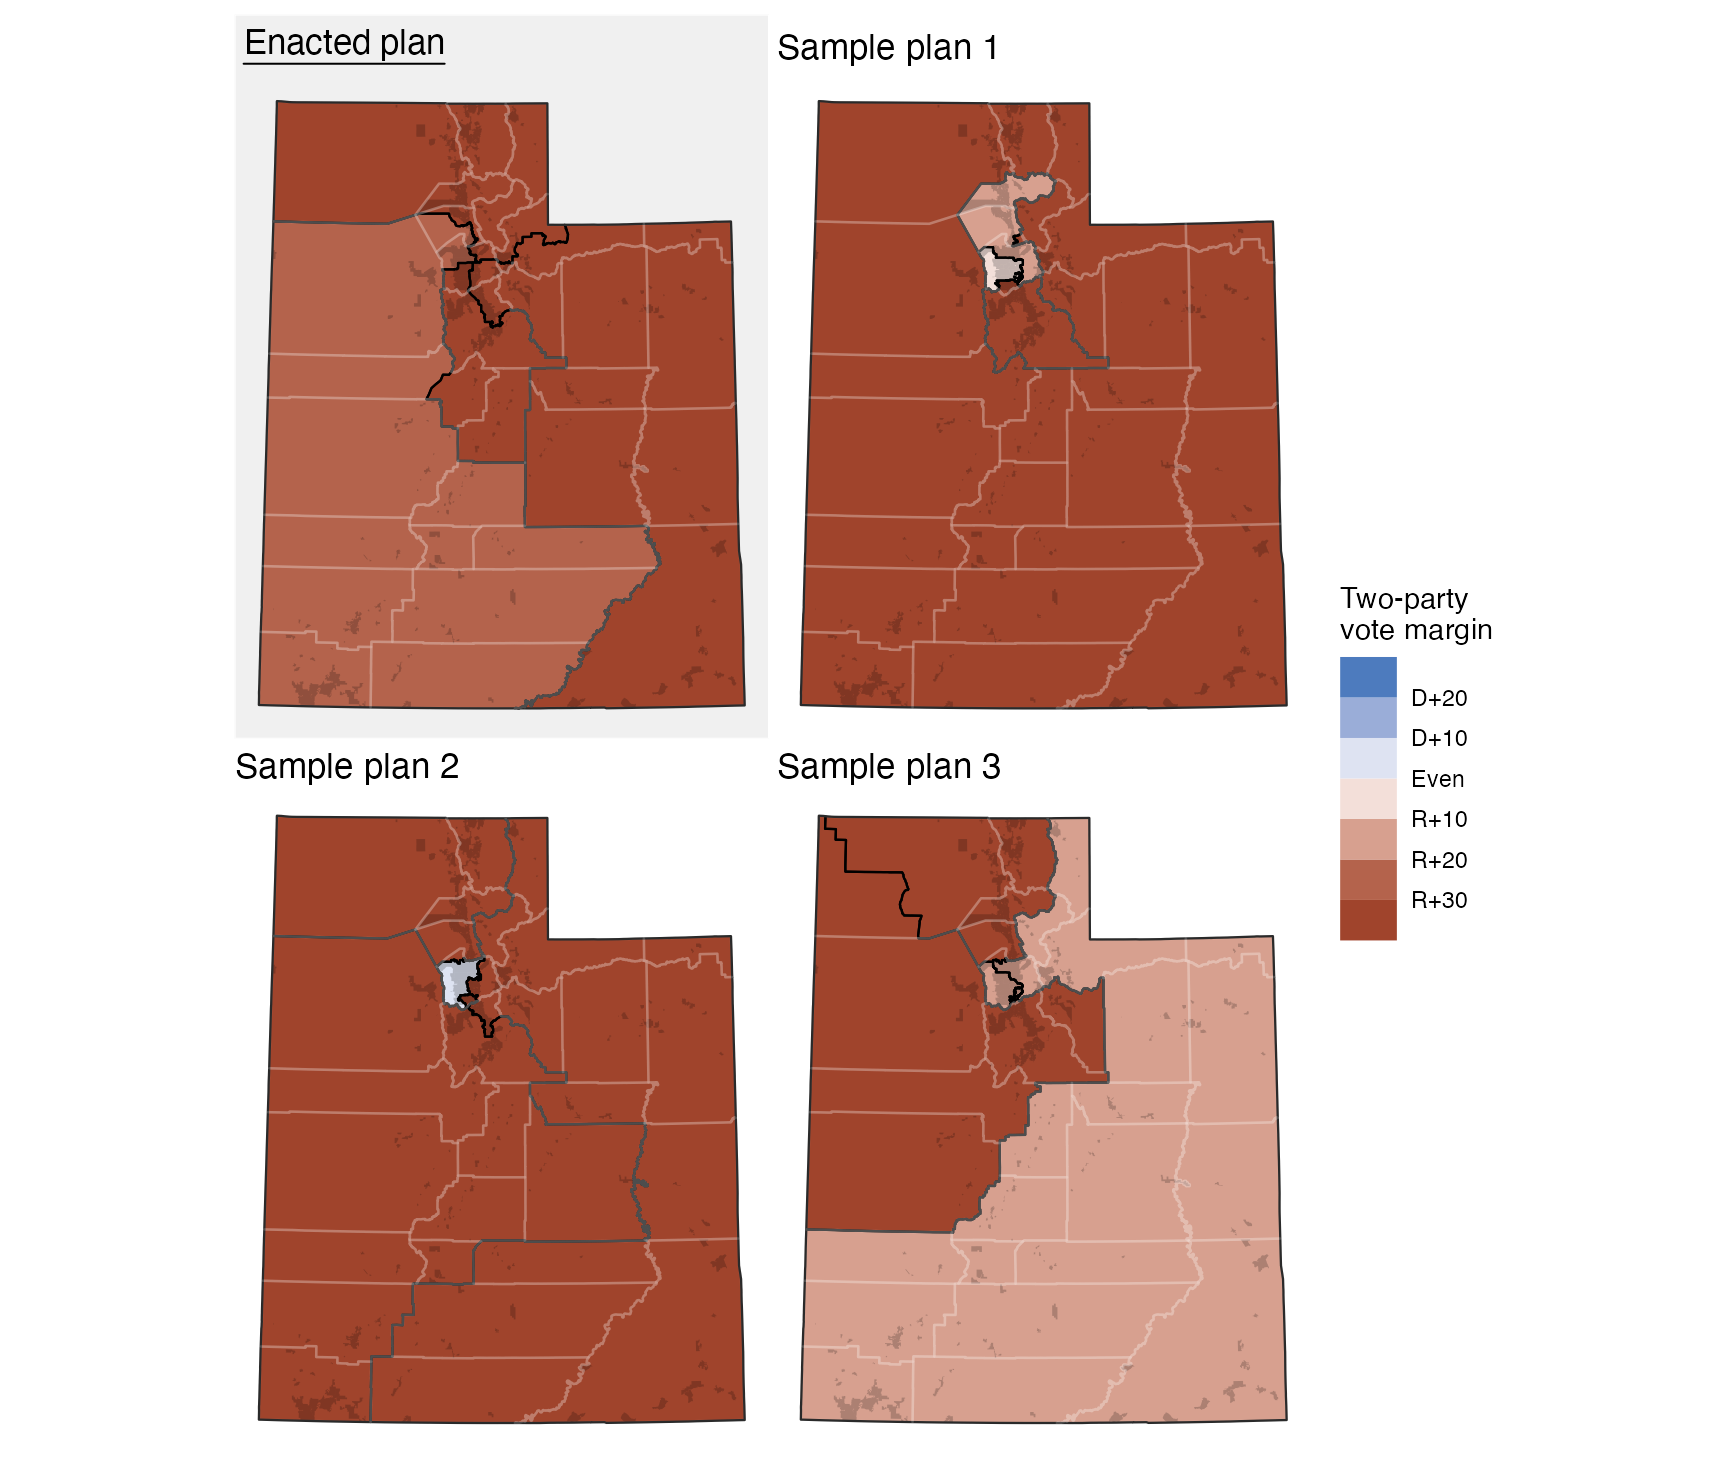 Enacted plan
Sample plan 1
Sample plan 2
Sample plan 3
Two-party
vote margin
D+20
D+10
Even
R+10
R+20
R+30